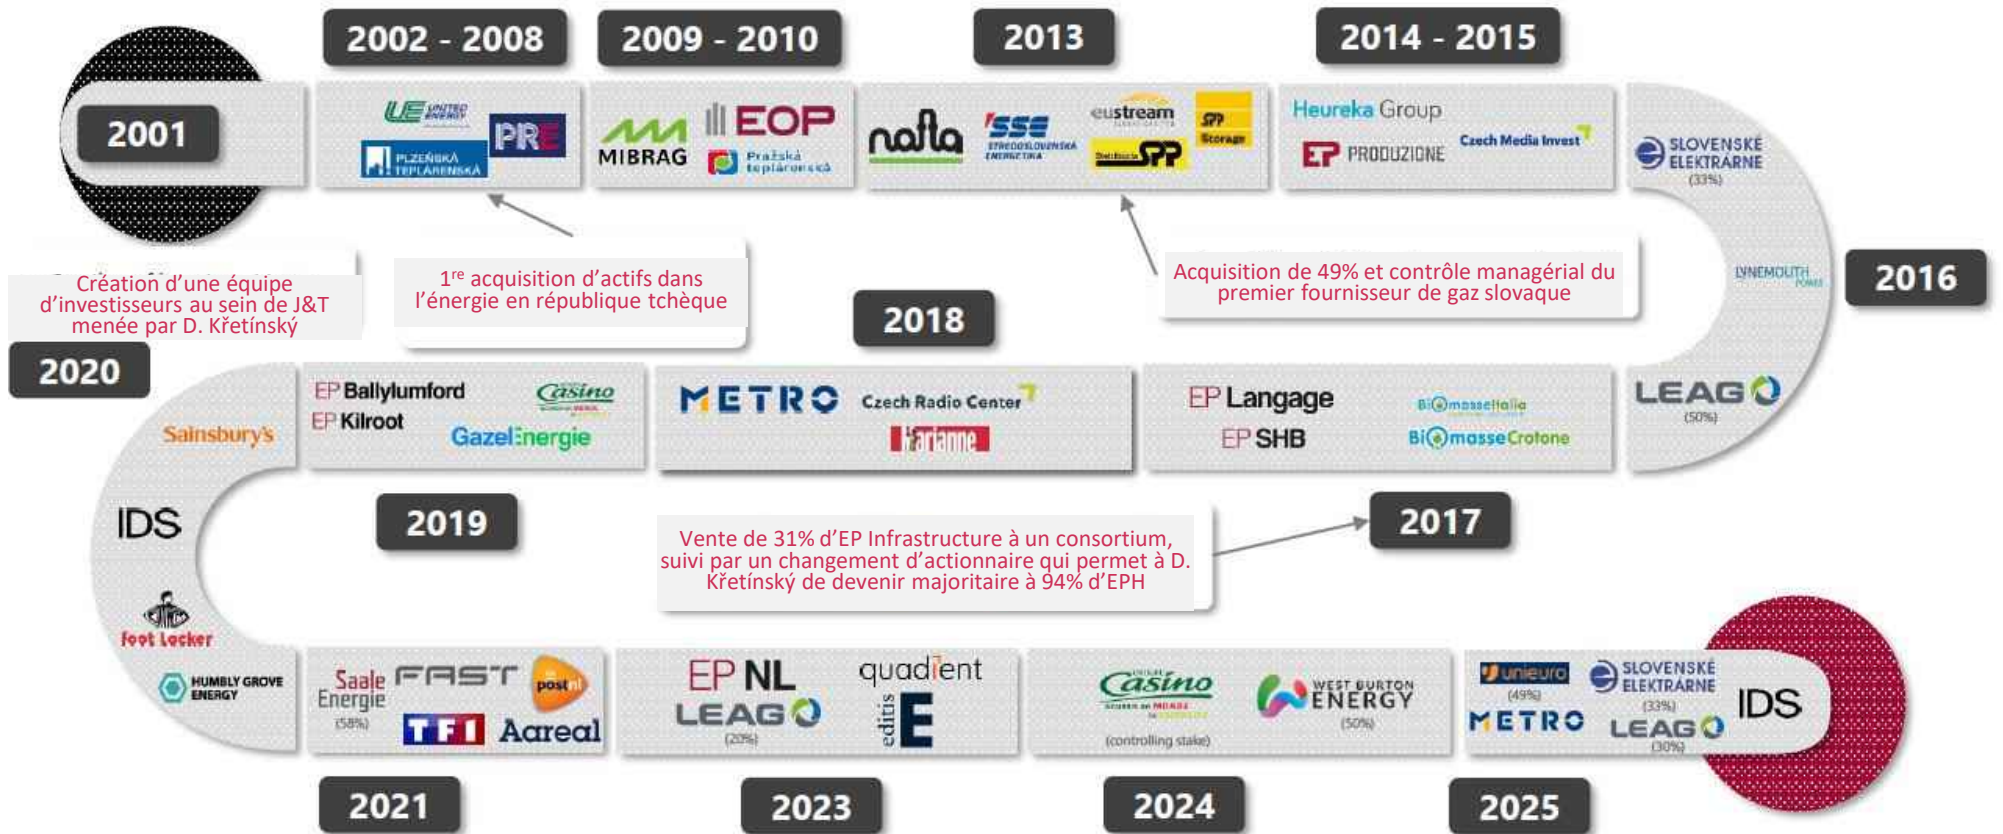 2002 - 2008
2009 - 2010
2013
2014 - 2015
2001
UNITED
ENERGY
PLZEŇSKÁ
TEPLÁRENSKÁ
PRE
MIBRAG
EOP
Pražská
teplárenská
nafta
SSE
STREDOSLOVENSKÁ
ENERGETIKA
eustream
SPP
SPP
Storage
Heureka Group
EP PRODUZIONE
Czech Media Invest
SLOVENSKÉ
ELEKTRÁRNE
(33%)
Création d'une équipe
d'investisseurs au sein de J&T
menée par D. Křetínský
1re acquisition d'actifs dans
l'énergie en république tchèque
Acquisition de 49% et contrôle managérial du
premier fournisseur de gaz slovaque
LYNEMOUTH
POWER
2016
2018
2020
Sainsbury's
EP Ballylumford
EP Kilroot
Casino
GazelEnergie
METRO
Czech Radio Center
Marianne
EP Langage
EP SHB
BiomasseItalia
BiomasseCrotone
LEAG
(50%)
IDS
2019
Vente de 31% d'EP Infrastructure à un consortium,
suivi par un changement d'actionnaire qui permet à D.
Křetínský de devenir majoritaire à 94% d'EPH
2017
Foot Locker
HUMBLY GROVE
ENERGY
Saale
Energie
(58%)
FAST
postnl
TF1
Aareal
EP NL
LEAG
(20%)
quadient
editis
E
Casino
(controlling stake)
WEST BURTON
ENERGY
(50%)
unieuro
(49%)
METRO
SLOVENSKÉ
ELEKTRÁRNE
(33%)
LEAG
(30%)
IDS
2021
2023
2024
2025